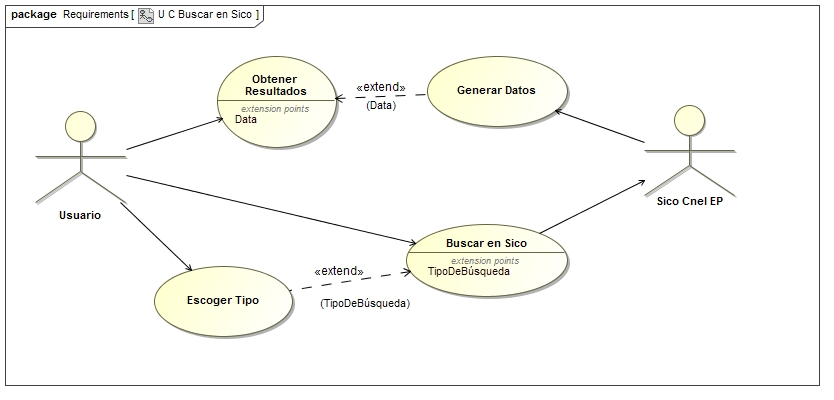 package Requirements [ U C Buscar en Sico ]
Obtener
Resultados
extension points
Data
«extend»
(Data)
Generar Datos
Usuario
Sico Cnel EP
Buscar en Sico
extension points
TipoDeBúsqueda
«extend»
(TipoDeBúsqueda)
Escoger Tipo